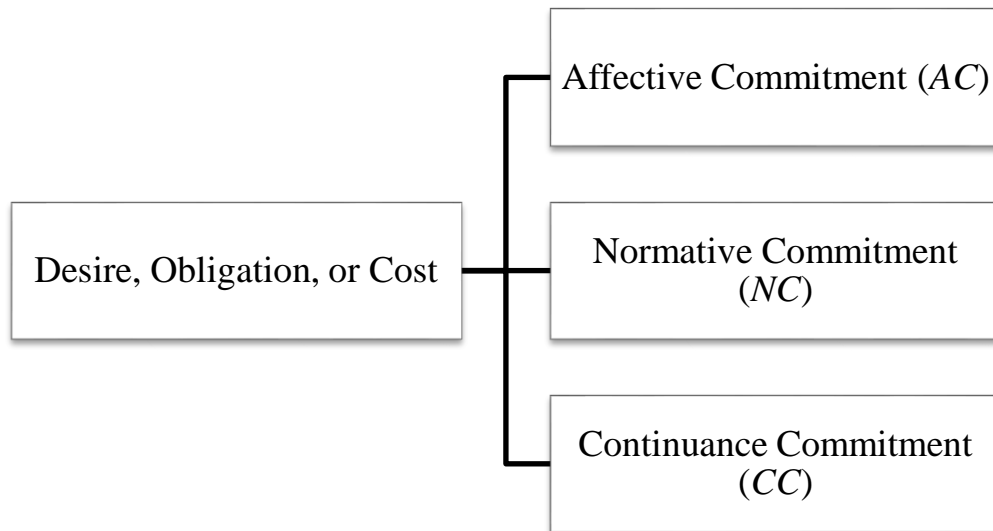 Desire, Obligation, or Cost
Affective Commitment (AC)
Normative Commitment
(NC)
Continuance Commitment
(CC)